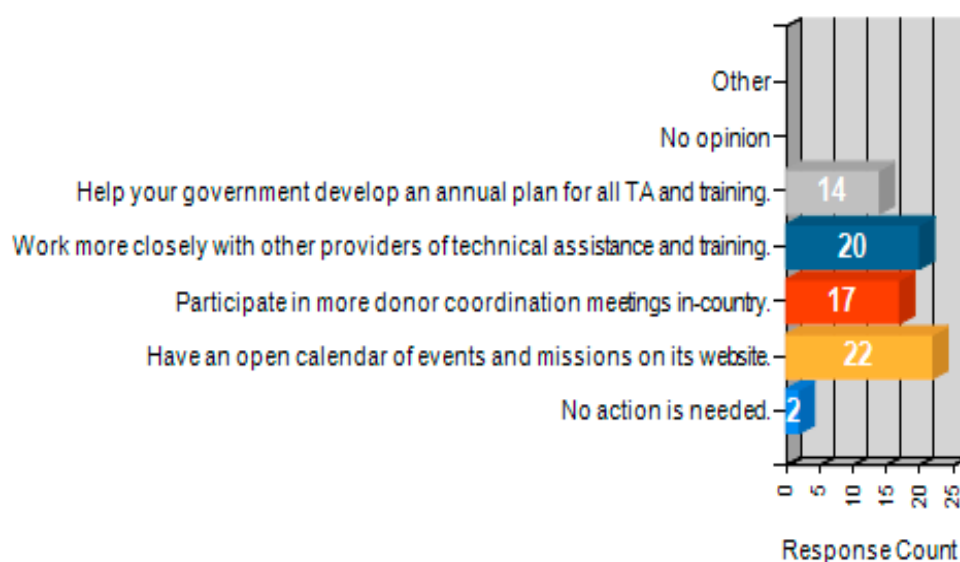 Other
No opinion
Help your government develop an annual plan for all TA and training.
14
Work more closely with other providers of technical assistance and training.
20
Participate in more donor coordination meetings in-country.
17
Have an open calendar of events and missions on its website.
22
No action is needed.
2
0
5
10
15
20
25
Response Count